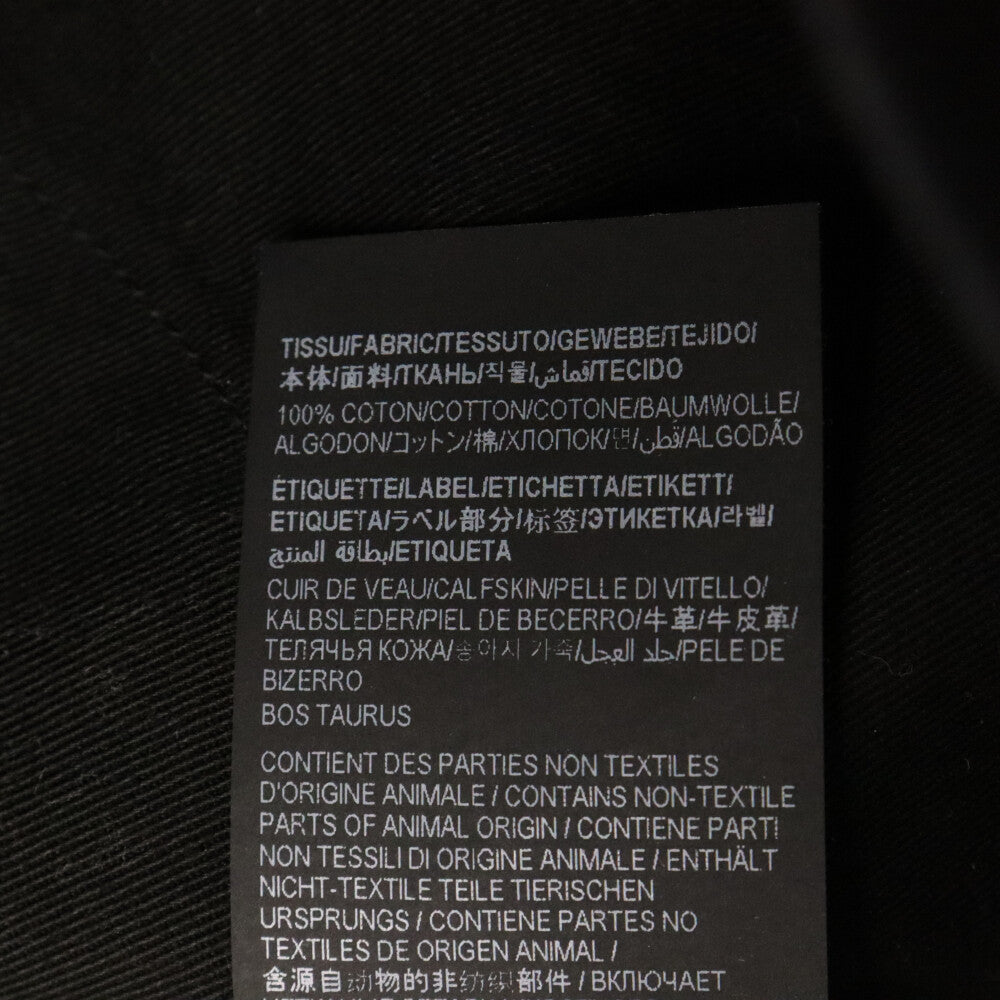 TISSU/FABRIC/TESSUTO/GEWEBE/TEJIDO/
本体/面料/ТКАНЬ/직물/قماش/TECIDO
100% COTON/COTTON/COTONE/BAUMWOLLE/
ALGODON/コットン/棉/ХЛОПОК/면/قطن/ALGODÃO
ÉTIQUETTE/LABEL/ETICHETTA/ETIKETT/
ETIQUETA/ラベル部分/标签/ЭТИКЕТКА/라벨/
بطاقة المنتج/ETIQUETA
CUIR DE VEAU/CALFSKIN/PELLE DI VITELLO/
KALBSLEDER/PIEL DE BECERRO/牛革/牛皮革/
ТЕЛЯЧЬЯ КОЖА/송아지 가죽/جلد العجل/PELE DE
BIZERRO
BOS TAURUS
CONTIENT DES PARTIES NON TEXTILES
D'ORIGINE ANIMALE / CONTAINS NON-TEXTILE
PARTS OF ANIMAL ORIGIN / CONTIENE PARTI
NON TESSILI DI ORIGINE ANIMALE / ENTHÄLT
NICHT-TEXTILE TEILE TIERISCHEN
URSPRUNGS / CONTIENE PARTES NO
TEXTILES DE ORIGEN ANIMAL /
含源自动物的非纺织部件 / ВКЛЮЧАЕТ